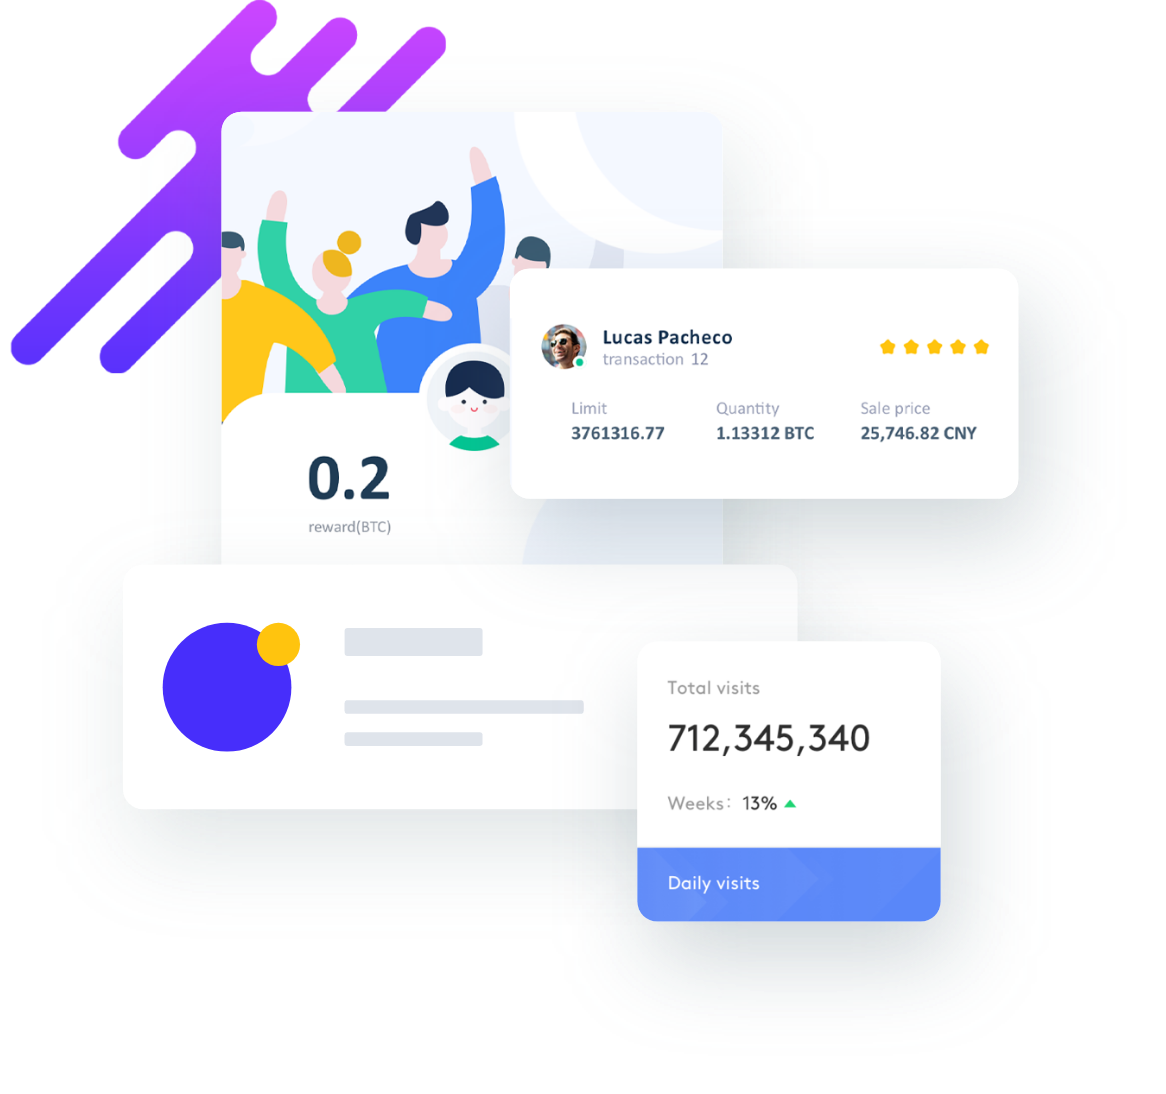 Lucas Pacheco
transaction 12
Limit
Quantity
Sale price
3761316.77
1.13312 BTC
25,746.82 CNY
0.2
reward(BTC)
Total visits
712,345,340
Weeks: 13%
Daily visits